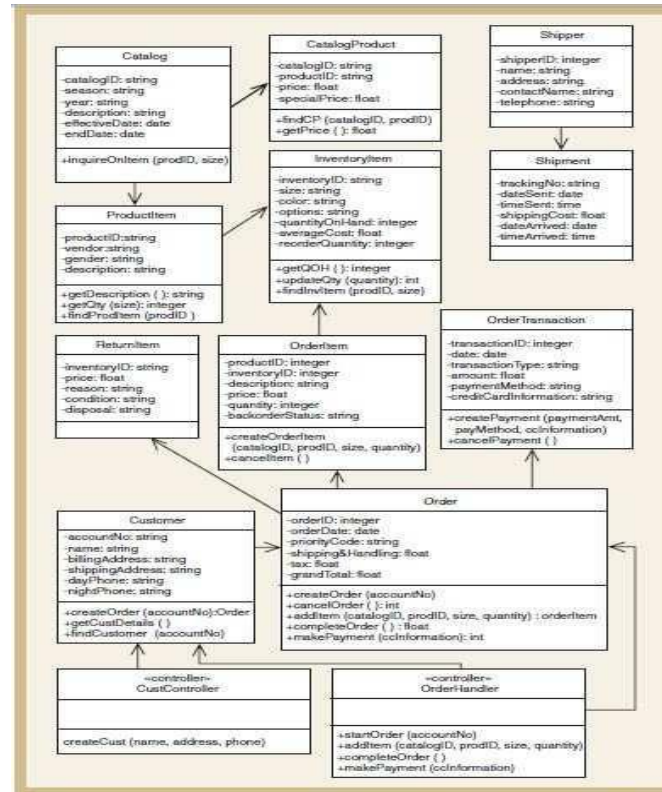 Catalog
-catalogID: string
-season: string
-year: string
-description: string
-effectiveDate: date
-endDate: date
+inquireOnItem (prodID, size)
CatalogProduct
-catalogID: string
-productID: string
-price: float
-specialPrice: float
+findCP (catalogID, prodID)
+getPrice ( ): float
Shipper
-shipperID: integer
-name: string
-address: string
-contactName: string
-telephone: string
ProductItem
-productID:string
-vendor:string
-gender: string
-description: string
+getDescription ( ): string
+getQty (size): integer
+findProdItem (prodID )
InventoryItem
-inventoryID: string
-size: string
-color: string
-options: string
-quantityOnHand: integer
-averageCost: float
-reorderQuantity: integer
+getQOH ( ): integer
+updateQty (quantity): int
+findInvItem (prodID, size)
Shipment
-trackingNo: string
-dateSent: date
-timeSent: time
-shippingCost: float
-dateArrived: date
-timeArrived: time
ReturnItem
-inventoryID: string
-price: float
-reason: string
-condition: string
-disposal: string
OrderItem
-productID: integer
-inventoryID: integer
-description: string
-price: float
-quantity: integer
-backorderStatus: string
+createOrderItem
(catalogID, prodID, size, quantity)
+cancelItem ( )
OrderTransaction
-transactionID: integer
-date: date
-transactionType: string
-amount: float
-paymentMethod: string
-creditCardInformation: string
+createPayment (paymentAmt,
payMethod, ccInformation)
+cancelPayment ( )
Customer
-accountNo: string
-name: string
-billingAddress: string
-shippingAddress: string
-dayPhone: string
-nightPhone: string
+createOrder (accountNo):Order
+getCustDetails ( )
+findCustomer (accountNo)
Order
-orderID: integer
-orderDate: date
-priorityCode: string
-shipping&Handling: float
-tax: float
-grandTotal: float
+createOrder (accountNo)
+cancelOrder ( ): int
+addItem (catalogID, prodID, size, quantity) : orderItem
+completeOrder ( ) : float
+makePayment (ccInformation): int
«controller»
CustController
createCust (name, address, phone)
«controller»
OrderHandler
+startOrder (accountNo)
+addItem (catalogID, prodID, size, quantity)
+completeOrder ( )
+makePayment (ccInformation)